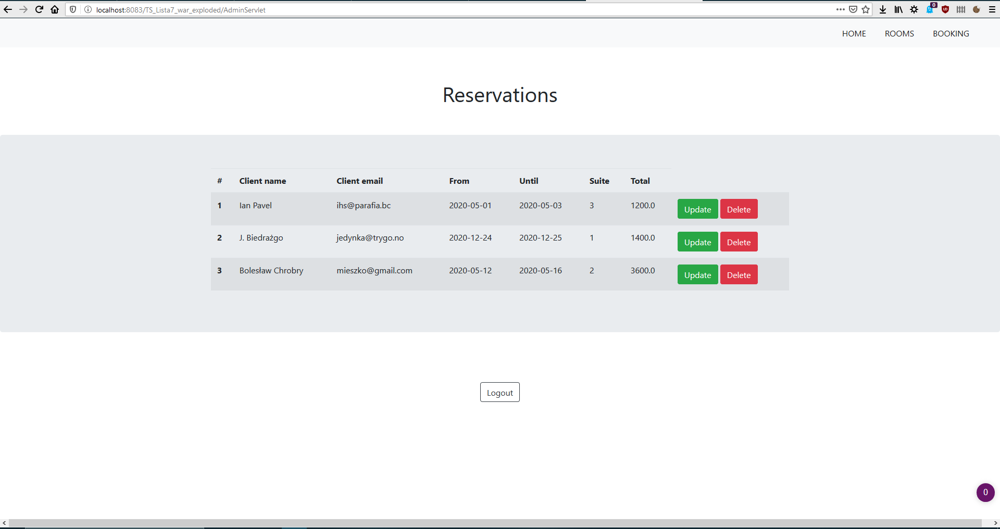 localhost:8083/TS_Lista7_war_exploded/AdminServlet
0
HOME ROOMS BOOKING
Reservations
# Client name Client email From Until Suite Total
1 Ian Pavel ihs@parafia.bc 2020-05-01 2020-05-03 3 1200.0 Update Delete
2 J. Biedrażgo jedynka@trygo.no 2020-12-24 2020-12-25 1 1400.0 Update Delete
3 Bolesław Chrobry mieszko@gmail.com 2020-05-12 2020-05-16 2 3600.0 Update Delete
Logout
0